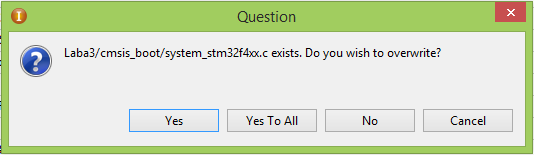 Question
Laba3/cmsis_boot/system_stm32f4xx.c exists. Do you wish to overwrite?
Yes
Yes To All
No
Cancel